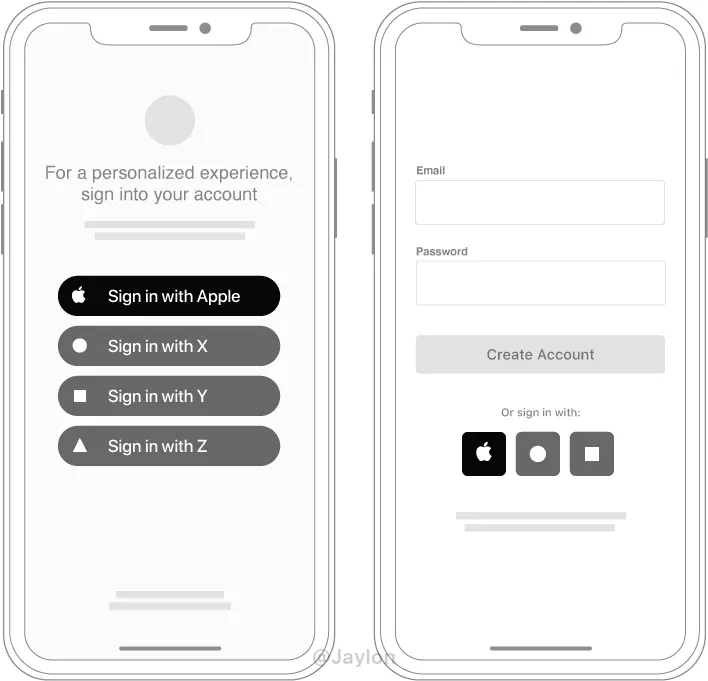 For a personalized experience,
sign into your account
Sign in with Apple
Sign in with X
Sign in with Y
Sign in with Z
Email
Password
Create Account
Or sign in with:
@Jaylon